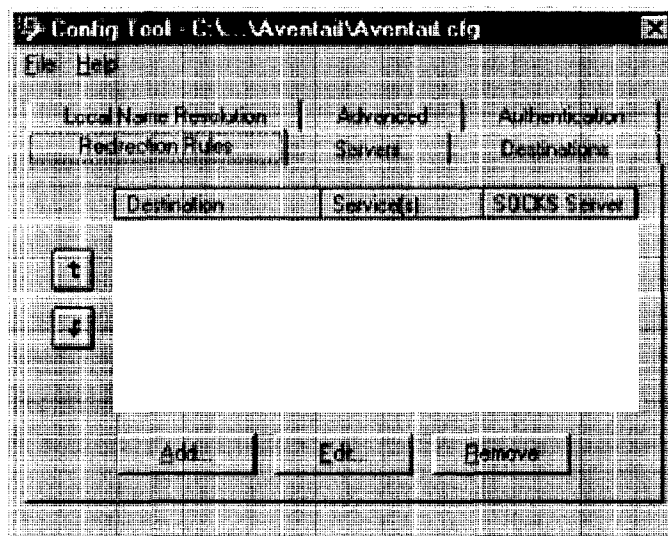 Config Tool - C:\...\Aventail\Aventail.cfg
File Help
Local Name Resolution Advanced Authentication
Redirection Rules Servers Destinations
Destination Service(s) SOCKS Server
Add... Edit... Remove